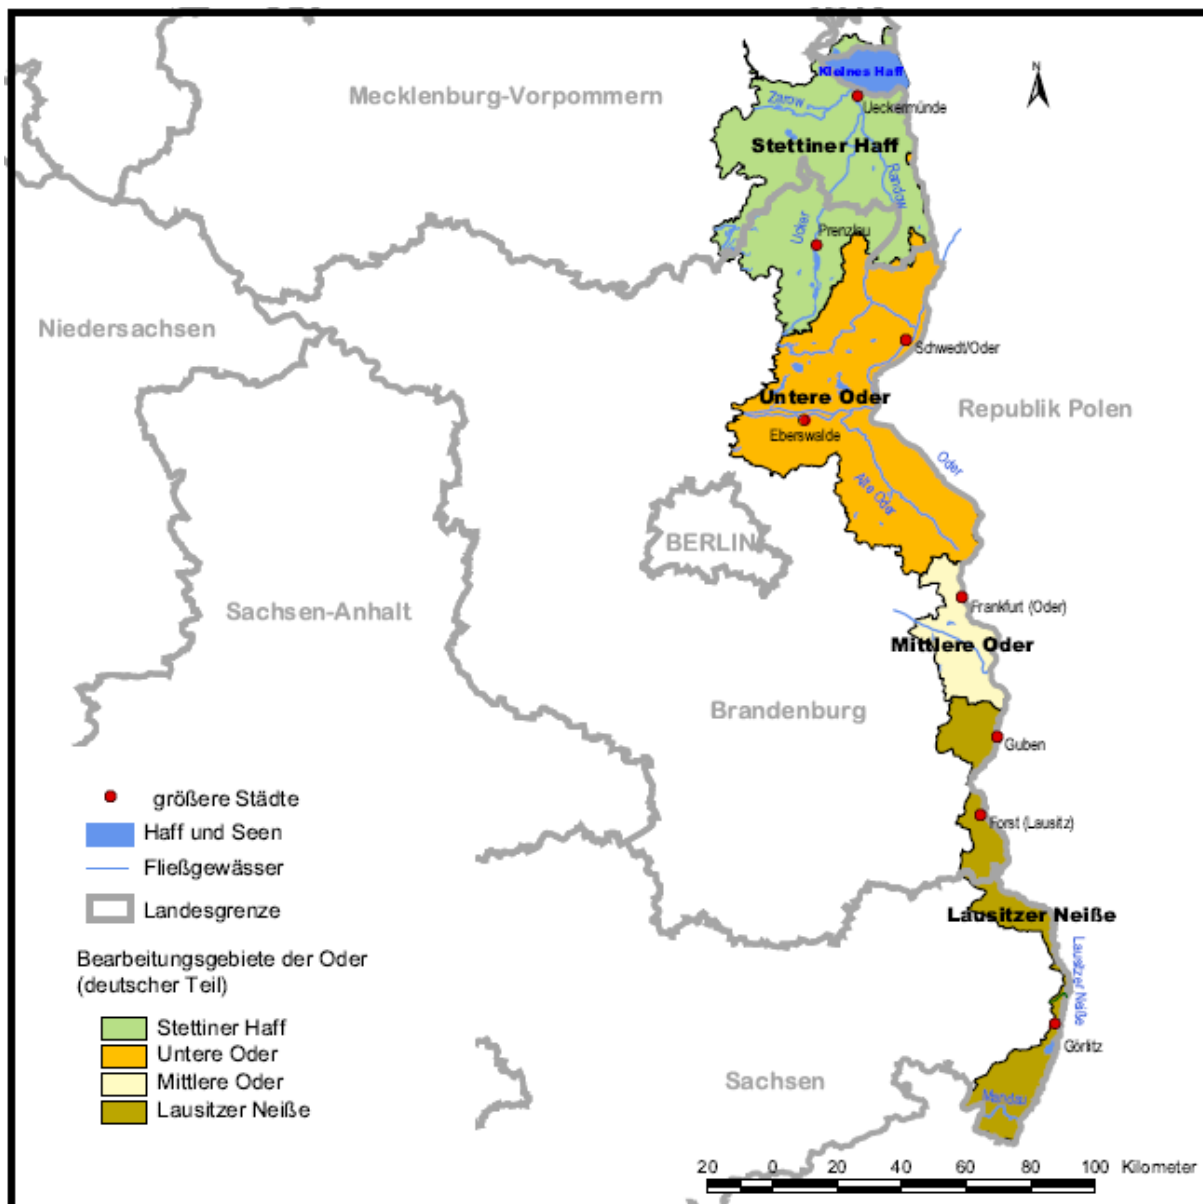 N
Kleines Haff
Mecklenburg-Vorpommern
Zarow
Ueckermünde
Stettiner Haff
Randow
Ucker
Prenzlau
Niedersachsen
Schwedt/Oder
Untere Oder
Republik Polen
Eberswalde
Oder
Alte Oder
BERLIN
Sachsen-Anhalt
Frankfurt (Oder)
Mittlere Oder
Brandenburg
Guben
größere Städte
Forst (Lausitz)
Haff und Seen
Fließgewässer
Landesgrenze
Lausitzer Neiße
Lausitzer Neiße
Bearbeitungsgebiete der Oder
(deutscher Teil)
Stettiner Haff
Untere Oder
Mittlere Oder
Lausitzer Neiße
Görlitz
Sachsen
Mandau
20 0 20 40 60 80 100 Kilometer